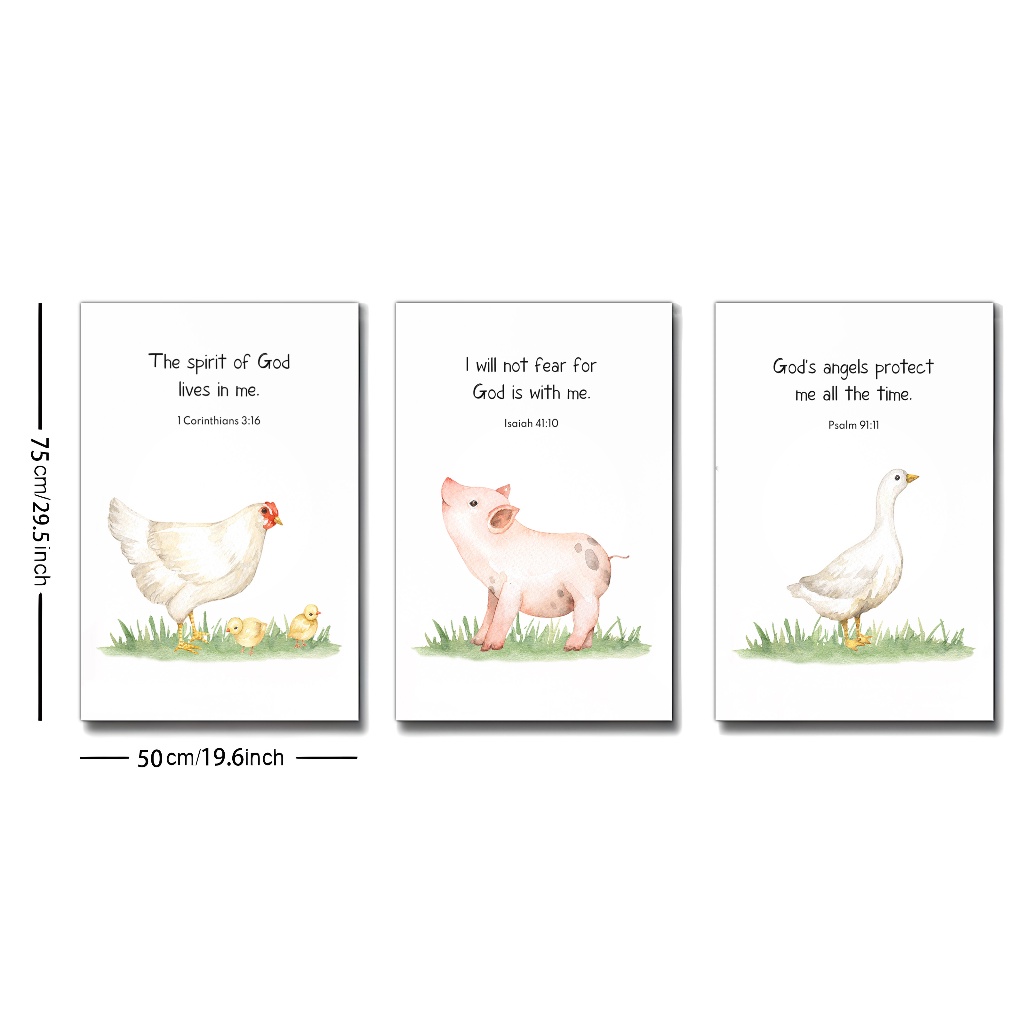 The spirit of God
lives in me.
1 Corinthians 3:16
I will not fear for
God is with me.
Isaiah 41:10
God's angels protect
me all the time.
Psalm 91:11
75cm/29.5inch
50cm/19.6inch